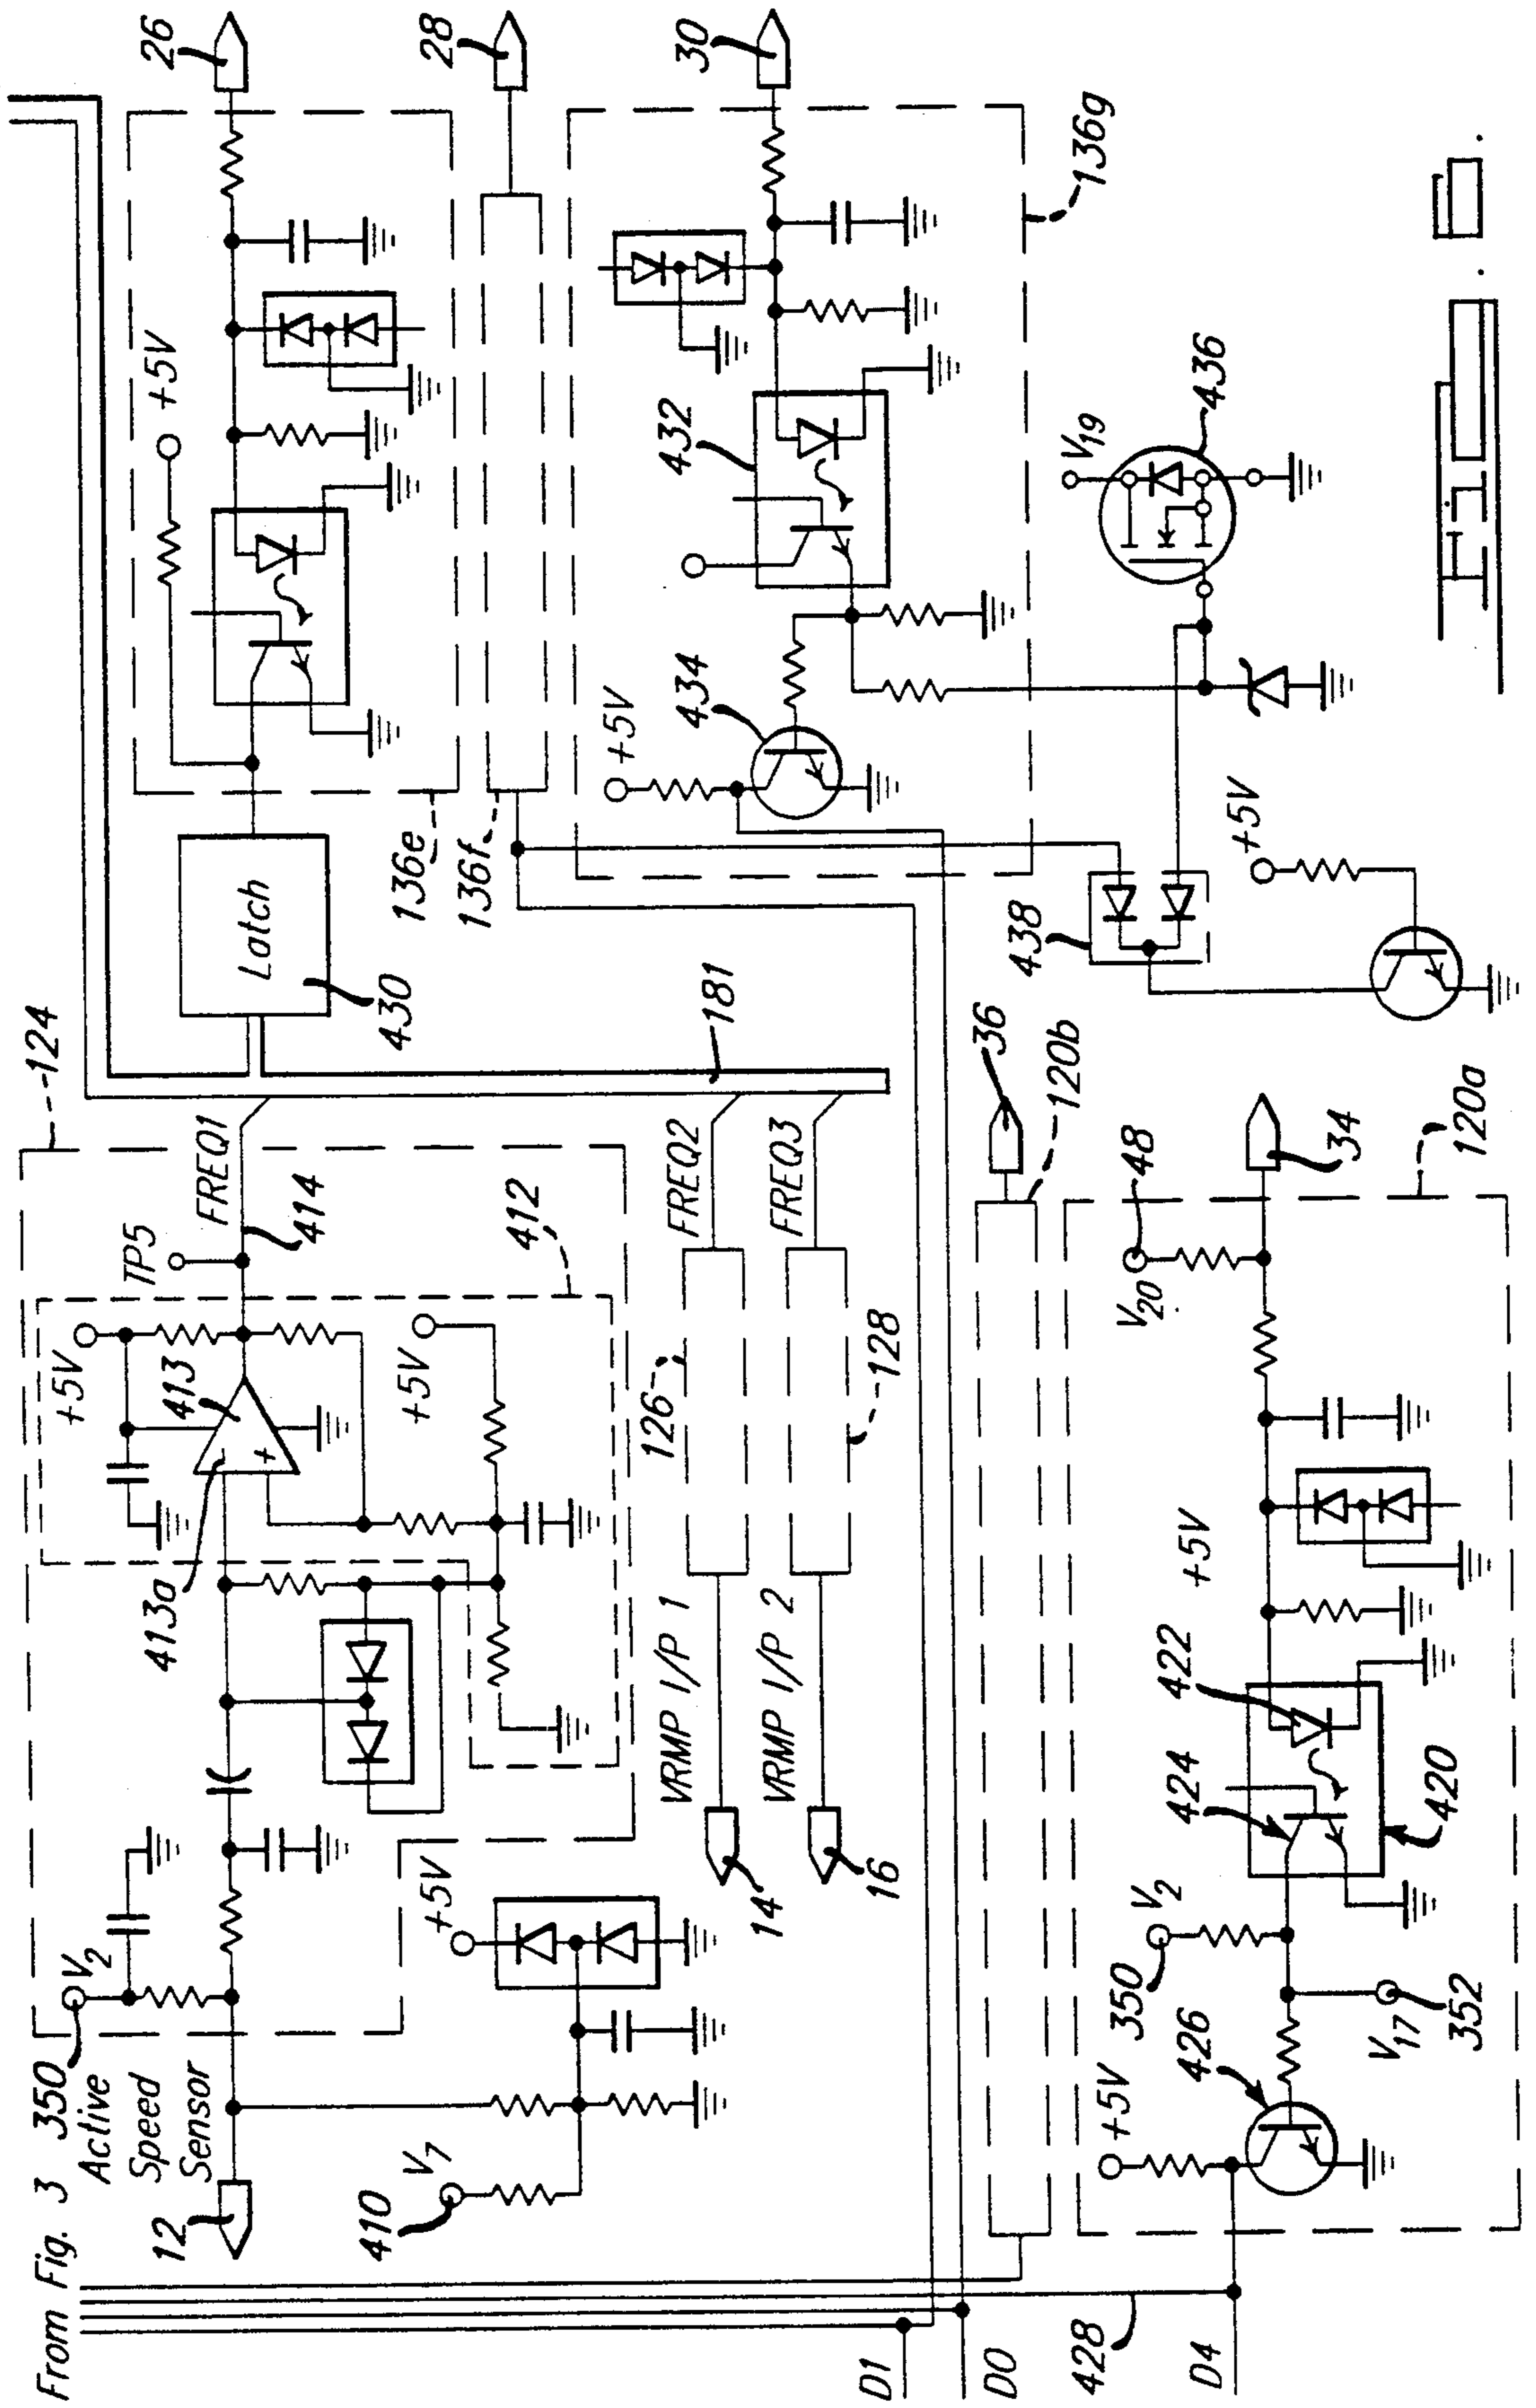 From Fig. 3
350
V2
Active
Speed
Sensor
12
410
V7
+5V
413a
413
+5V
+5V
TP5
FREQ1
414
412
124
Latch
430
181
+5V
26
28
30
136e
136f
136g
432
434
+5V
V19
436
438
+5V
VRMP I/P 1
14
126
FREQ2
VRMP I/P 2
16
128
FREQ3
36
120b
D1
D0
428
D4
+5V
426
350
V2
V17
352
424
420
422
+5V
V20
48
34
120a